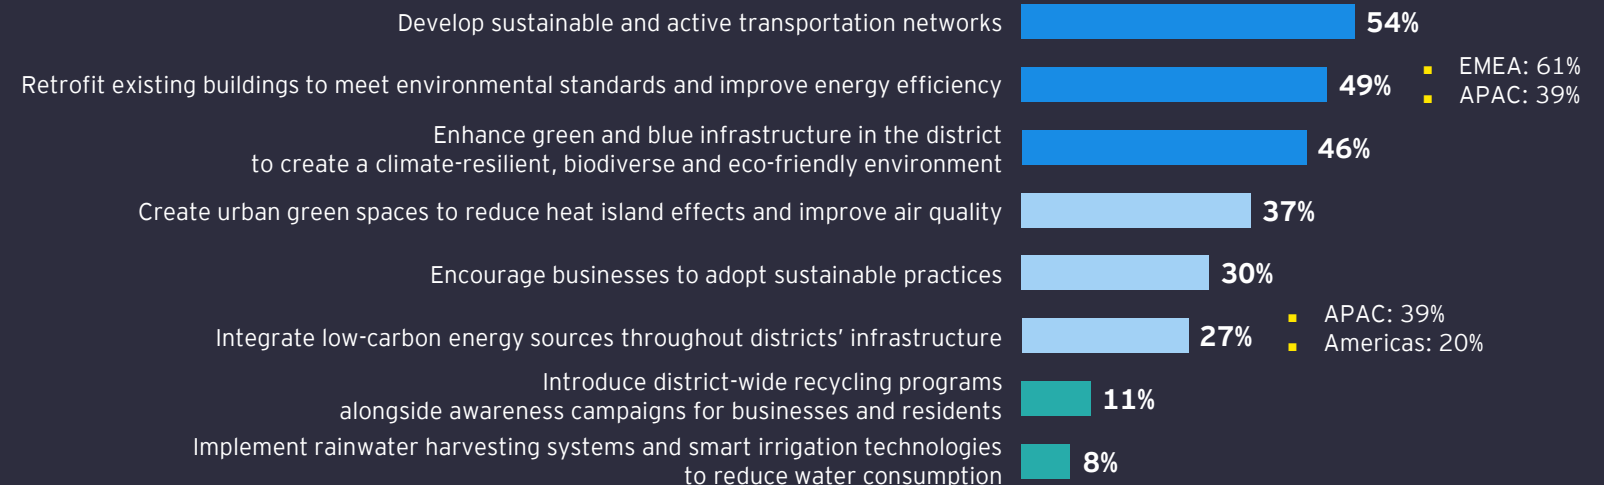 Develop sustainable and active transportation networks 54%
Retrofit existing buildings to meet environmental standards and improve energy efficiency 49%
EMEA: 61%
APAC: 39%
Enhance green and blue infrastructure in the district
to create a climate-resilient, biodiverse and eco-friendly environment
46%
Create urban green spaces to reduce heat island effects and improve air quality 37%
Encourage businesses to adopt sustainable practices 30%
Integrate low-carbon energy sources throughout districts’ infrastructure 27%
APAC: 39%
Americas: 20%
Introduce district-wide recycling programs
alongside awareness campaigns for businesses and residents
11%
Implement rainwater harvesting systems and smart irrigation technologies
to reduce water consumption
8%